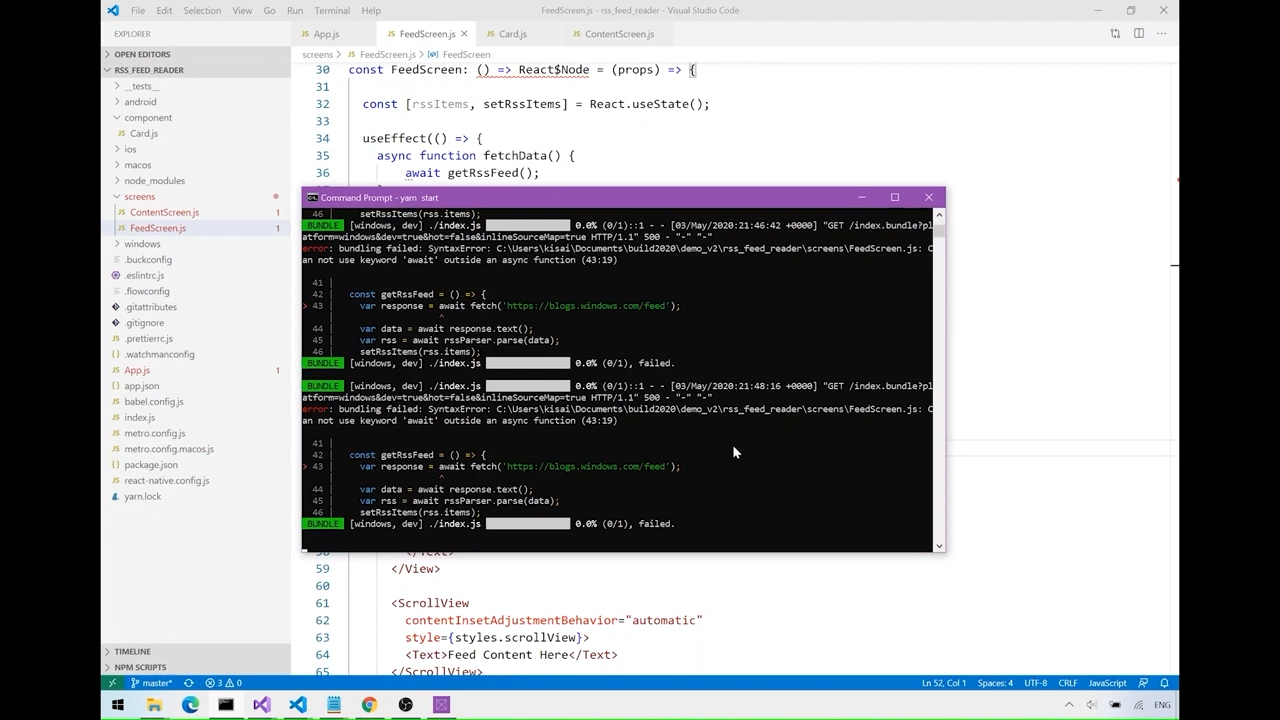 File Edit Selection View Go Run Terminal Help FeedScreen.js - rss_feed_reader - Visual Studio Code
EXPLORER
App.js
FeedScreen.js
Card.js
ContentScreen.js
OPEN EDITORS
screens > FeedScreen.js > FeedScreen
RSS_FEED_READER
__tests__
android
component
Card.js
ios
macos
node_modules
screens
ContentScreen.js 1
FeedScreen.js 1
windows
.buckconfig
.eslintrc.js
.flowconfig
.gitattributes
.gitignore
.prettierrc.js
.watchmanconfig
App.js 1
app.json
babel.config.js
index.js
metro.config.js
metro.config.macos.js
package.json
react-native.config.js
yarn.lock
TIMELINE
NPM SCRIPTS
30 const FeedScreen: () => React$Node = (props) => {
31
32 const [rssItems, setRssItems] = React.useState();
33
34 useEffect(() => {
35 async function fetchData() {
36 await getRssFeed();
Command Prompt - yarn start
46 | setRssItems(rss.items);
BUNDLE [windows, dev] ./index.js 0.0% (0/1)::1 - - [03/May/2020:21:46:42 +0000] "GET /index.bundle?pl
atform=windows&dev=true&hot=false&inlineSourceMap=true HTTP/1.1" 500 - "-" "-"
error: bundling failed: SyntaxError: C:\Users\kisai\Documents\build2020\demo_v2\rss_feed_reader\screens\FeedScreen.js: C
an not use keyword 'await' outside an async function (43:19)
41 |
42 | const getRssFeed = () => {
> 43 | var response = await fetch('https://blogs.windows.com/feed');
| ^
44 | var data = await response.text();
45 | var rss = await rssParser.parse(data);
46 | setRssItems(rss.items);
BUNDLE [windows, dev] ./index.js 0.0% (0/1), failed.
BUNDLE [windows, dev] ./index.js 0.0% (0/1)::1 - - [03/May/2020:21:48:16 +0000] "GET /index.bundle?pl
atform=windows&dev=true&hot=false&inlineSourceMap=true HTTP/1.1" 500 - "-" "-"
error: bundling failed: SyntaxError: C:\Users\kisai\Documents\build2020\demo_v2\rss_feed_reader\screens\FeedScreen.js: C
an not use keyword 'await' outside an async function (43:19)
41 |
42 | const getRssFeed = () => {
> 43 | var response = await fetch('https://blogs.windows.com/feed');
| ^
44 | var data = await response.text();
45 | var rss = await rssParser.parse(data);
46 | setRssItems(rss.items);
BUNDLE [windows, dev] ./index.js 0.0% (0/1), failed.
58 </Text>
59 </View>
60
61 <ScrollView
62 contentInsetAdjustmentBehavior="automatic"
63 style={styles.scrollView}>
64 <Text>Feed Content Here</Text>
65 </ScrollView>
master* 3 0 Ln 52, Col 1 Spaces: 4 UTF-8 CRLF JavaScript
ENG